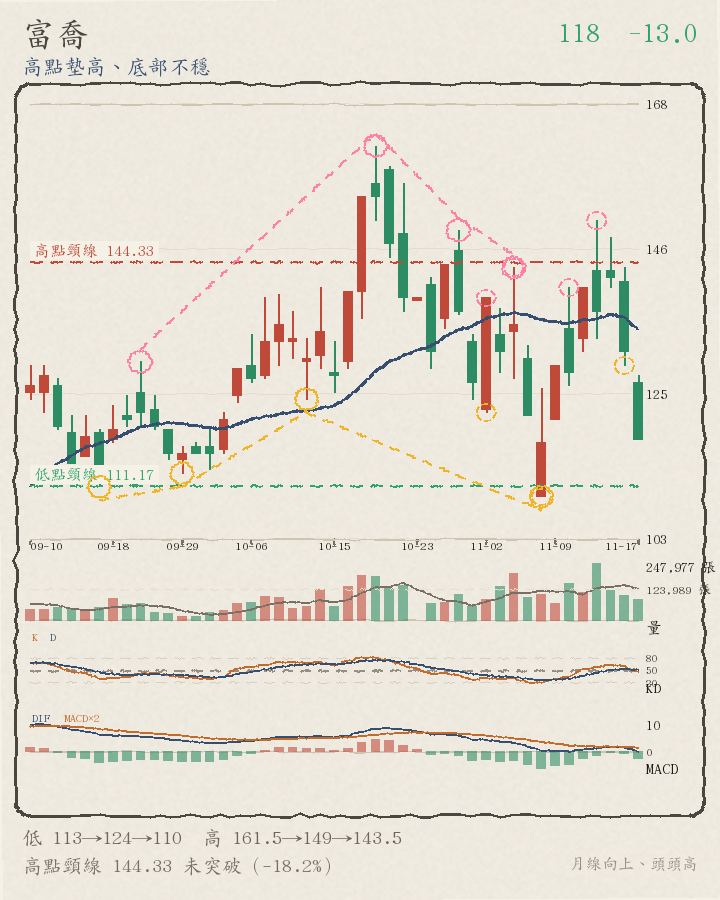 富喬
118 -13.0
高點墊高、底部不穩
168
高點頸線 144.33
146
125
低點頸線 111.17
103
09-10 09-18 09-29 10-06 10-15 10-23 11-02 11-09 11-17
247,977 張
123,989 張
量
K D
80
50
20
KD
DIF MACD×2
10
0
MACD
低 113→124→110 高 161.5→149→143.5
高點頸線 144.33 未突破 (-18.2%)
月線向上、頭頭高